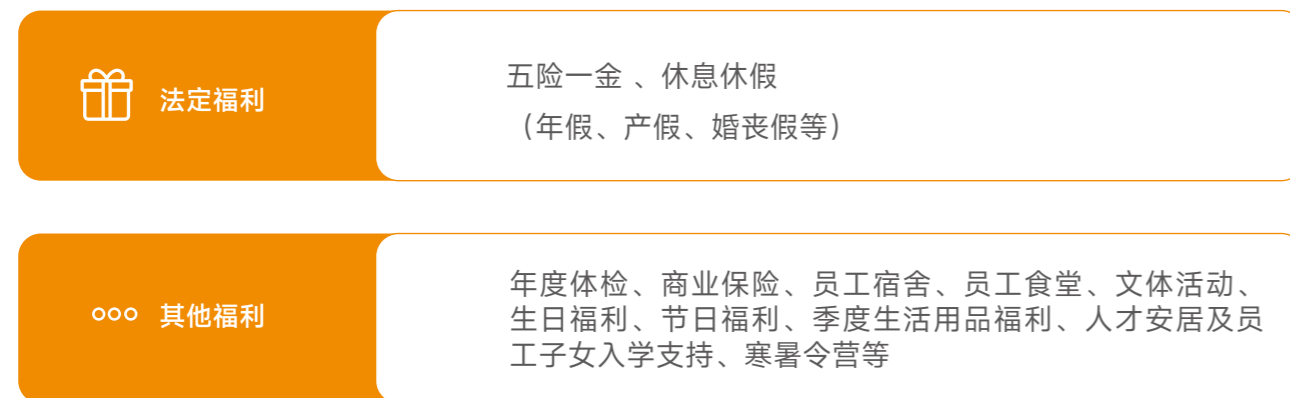 法定福利
五险一金 、休息休假
（年假、产假、婚丧假等）
其他福利
年度体检、商业保险、员工宿舍、员工食堂、文体活动、
生日福利、节日福利、季度生活用品福利、人才安居及员
工子女入学支持、寒暑令营等